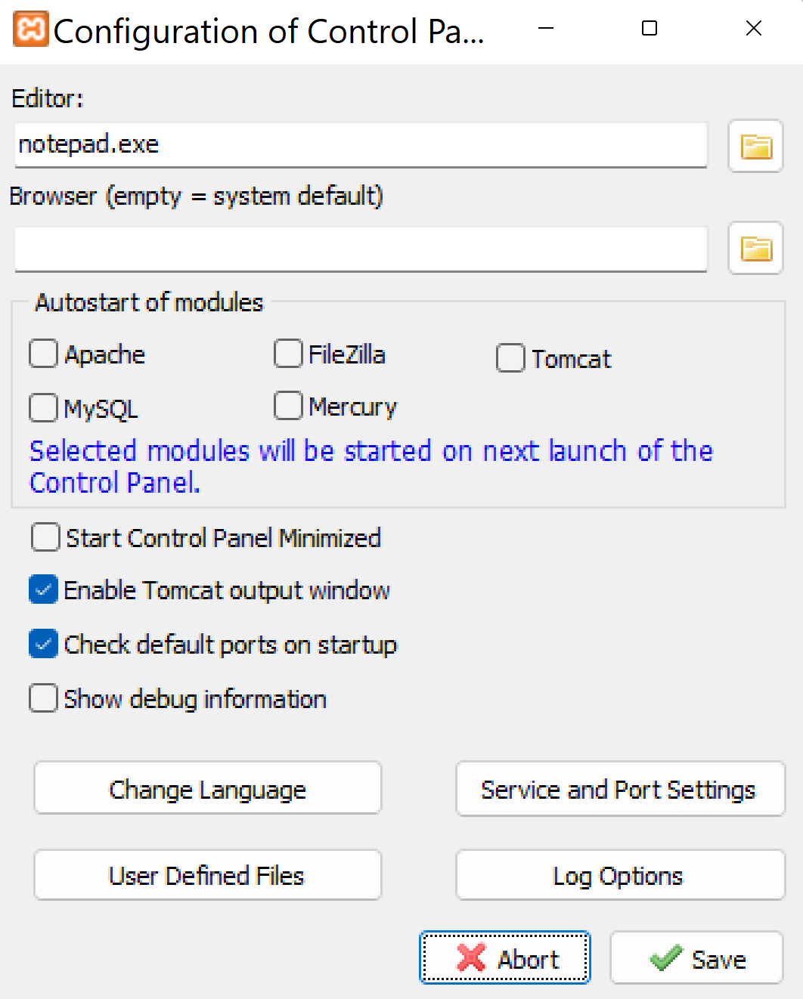 Configuration of Control Pa...
Editor:
notepad.exe
Browser (empty = system default)
Autostart of modules
Apache
FileZilla
Tomcat
MySQL
Mercury
Selected modules will be started on next launch of the
Control Panel.
Start Control Panel Minimized
Enable Tomcat output window
Check default ports on startup
Show debug information
Change Language
Service and Port Settings
User Defined Files
Log Options
Abort
Save